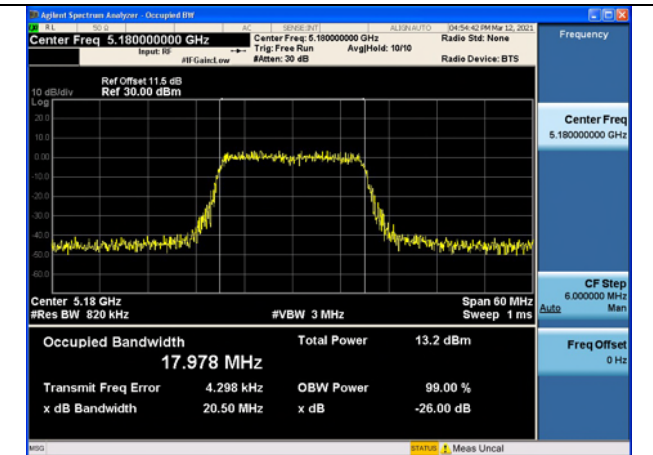 Agilent Spectrum Analyzer - Occupied BW
RL 50 Ω AC SENSE:INT ALIGNAUTO 04:54:42 PM Mar 12, 2021
Center Freq 5.180000000 GHz Center Freq: 5.180000000 GHz Radio Std: None Frequency
Input: RF Trig: Free Run Avg|Hold: 10/10
#IFGain:Low #Atten: 30 dB Radio Device: BTS
Ref Offset 11.5 dB
10 dB/div Ref 30.00 dBm
Log
20.0
10.0
0.00
-10.0
-20.0
-30.0
-40.0
-50.0
-60.0
Center Freq
5.180000000 GHz
Center 5.18 GHz Span 60 MHz
#Res BW 820 kHz #VBW 3 MHz Sweep 1 ms
CF Step
6.000000 MHz
Auto Man
Occupied Bandwidth Total Power 13.2 dBm
17.978 MHz
Freq Offset
0 Hz
Transmit Freq Error 4.298 kHz OBW Power 99.00 %
x dB Bandwidth 20.50 MHz x dB -26.00 dB
MSG STATUS Meas Uncal